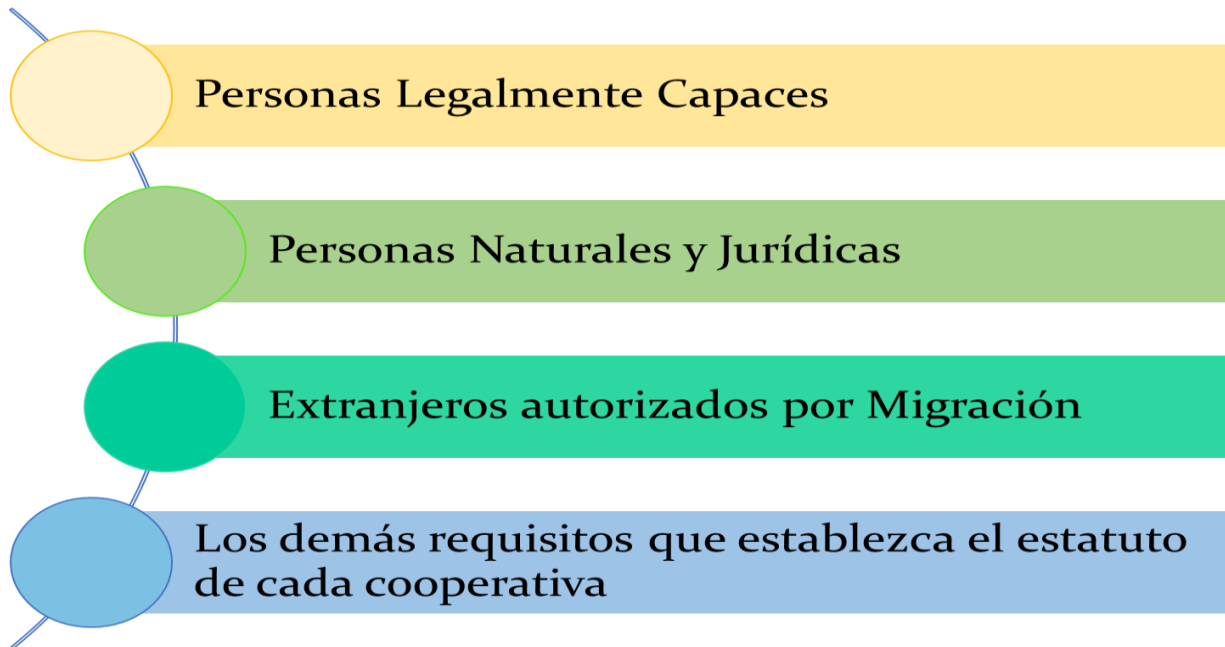 Personas Legalmente Capaces
Personas Naturales y Jurídicas
Extranjeros autorizados por Migración
Los demás requisitos que establezca el estatuto
de cada cooperativa